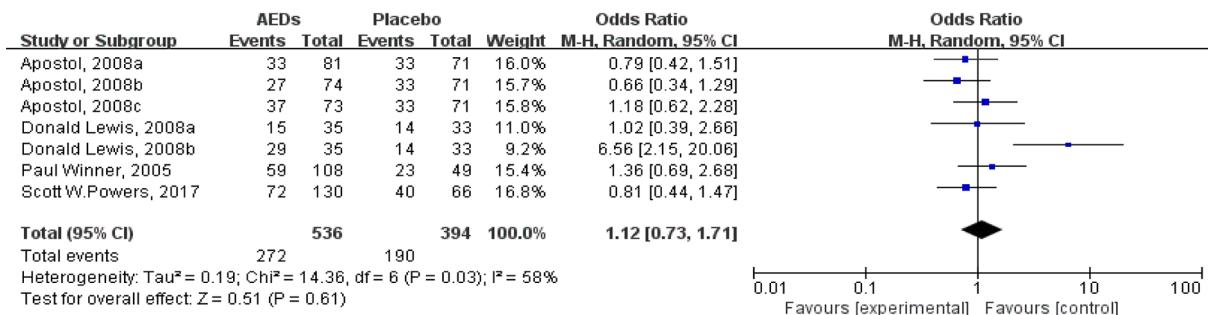 AEDs Placebo Odds Ratio Odds Ratio
Study or Subgroup Events Total Events Total Weight M-H, Random, 95% CI M-H, Random, 95% CI
Apostol, 2008a 33 81 33 71 16.0% 0.79 [0.42, 1.51]
Apostol, 2008b 27 74 33 71 15.7% 0.66 [0.34, 1.29]
Apostol, 2008c 37 73 33 71 15.8% 1.18 [0.62, 2.28]
Donald Lewis, 2008a 15 35 14 33 11.0% 1.02 [0.39, 2.66]
Donald Lewis, 2008b 29 35 14 33 9.2% 6.56 [2.15, 20.06]
Paul Winner, 2005 59 108 23 49 15.4% 1.36 [0.69, 2.68]
Scott W.Powers, 2017 72 130 40 66 16.8% 0.81 [0.44, 1.47]
Total (95% CI) 536 394 100.0% 1.12 [0.73, 1.71]
Total events 272 190
Heterogeneity: Tau² = 0.19; Chi² = 14.36, df = 6 (P = 0.03); I² = 58%
Test for overall effect: Z = 0.51 (P = 0.61)
0.01 0.1 1 10 100
Favours [experimental] Favours [control]